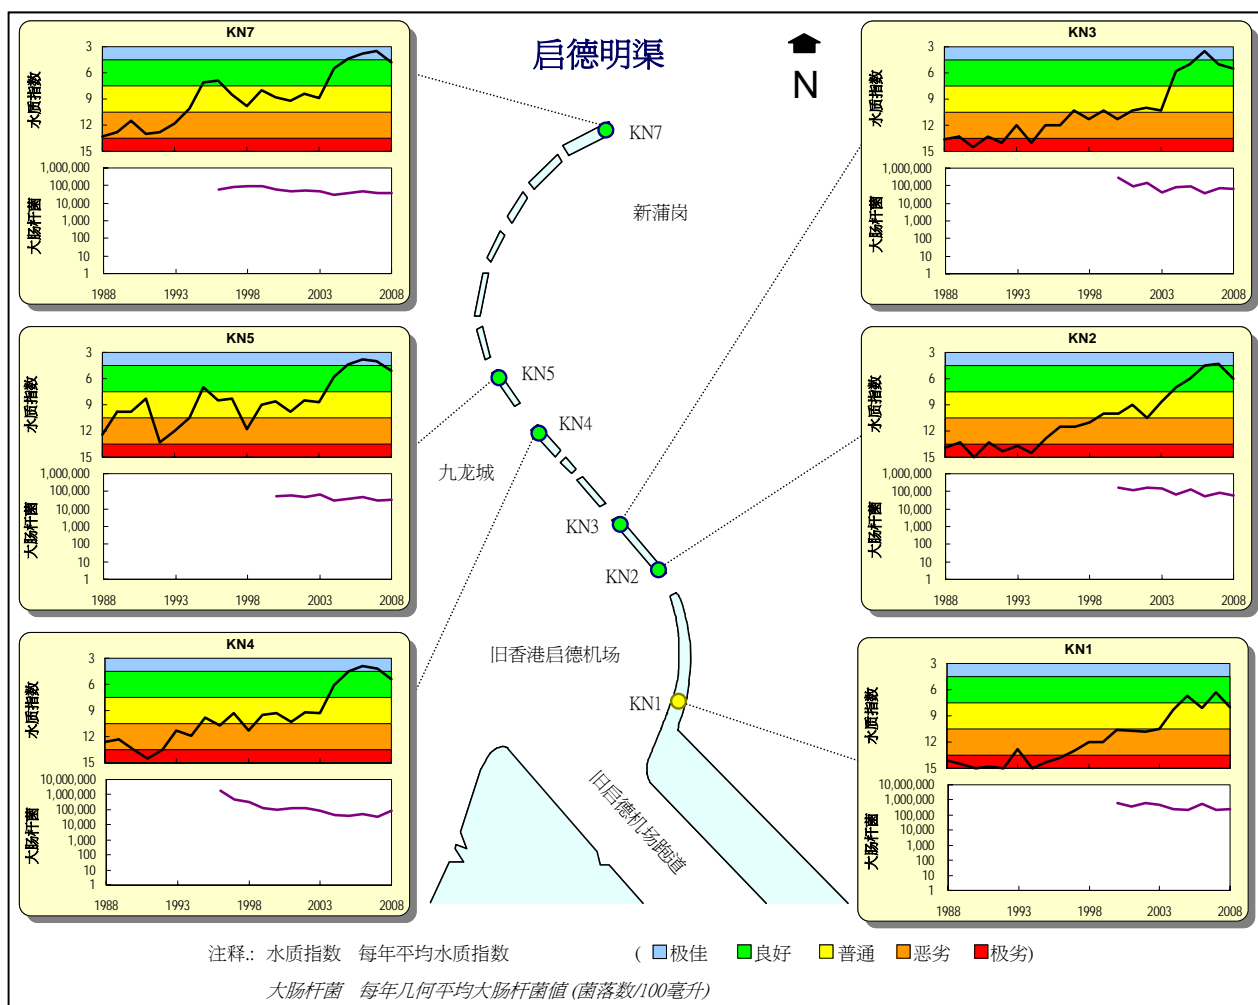 启德明渠
N
KN7
水质指数
3
6
9
12
15
大肠杆菌
1,000,000
100,000
10,000
1,000
100
10
1
1988 1993 1998 2003 2008
KN5
水质指数
3
6
9
12
15
大肠杆菌
1,000,000
100,000
10,000
1,000
100
10
1
1988 1993 1998 2003 2008
KN4
水质指数
3
6
9
12
15
大肠杆菌
10,000,000
1,000,000
100,000
10,000
1,000
100
10
1
1988 1993 1998 2003 2008
KN7
新蒲岗
KN5
KN4
九龙城
KN3
KN2
旧香港启德机场
KN1
旧启德机场跑道
KN3
水质指数
3
6
9
12
15
大肠杆菌
1,000,000
100,000
10,000
1,000
100
10
1
1988 1993 1998 2003 2008
KN2
水质指数
3
6
9
12
15
大肠杆菌
1,000,000
100,000
10,000
1,000
100
10
1
1988 1993 1998 2003 2008
KN1
水质指数
3
6
9
12
15
大肠杆菌
10,000,000
1,000,000
100,000
10,000
1,000
100
10
1
1988 1993 1998 2003 2008
注释.: 水质指数 每年平均水质指数 ( 极佳 良好 普通 恶劣 极劣)
大肠杆菌 每年几何平均大肠杆菌值 (菌落数/100毫升)